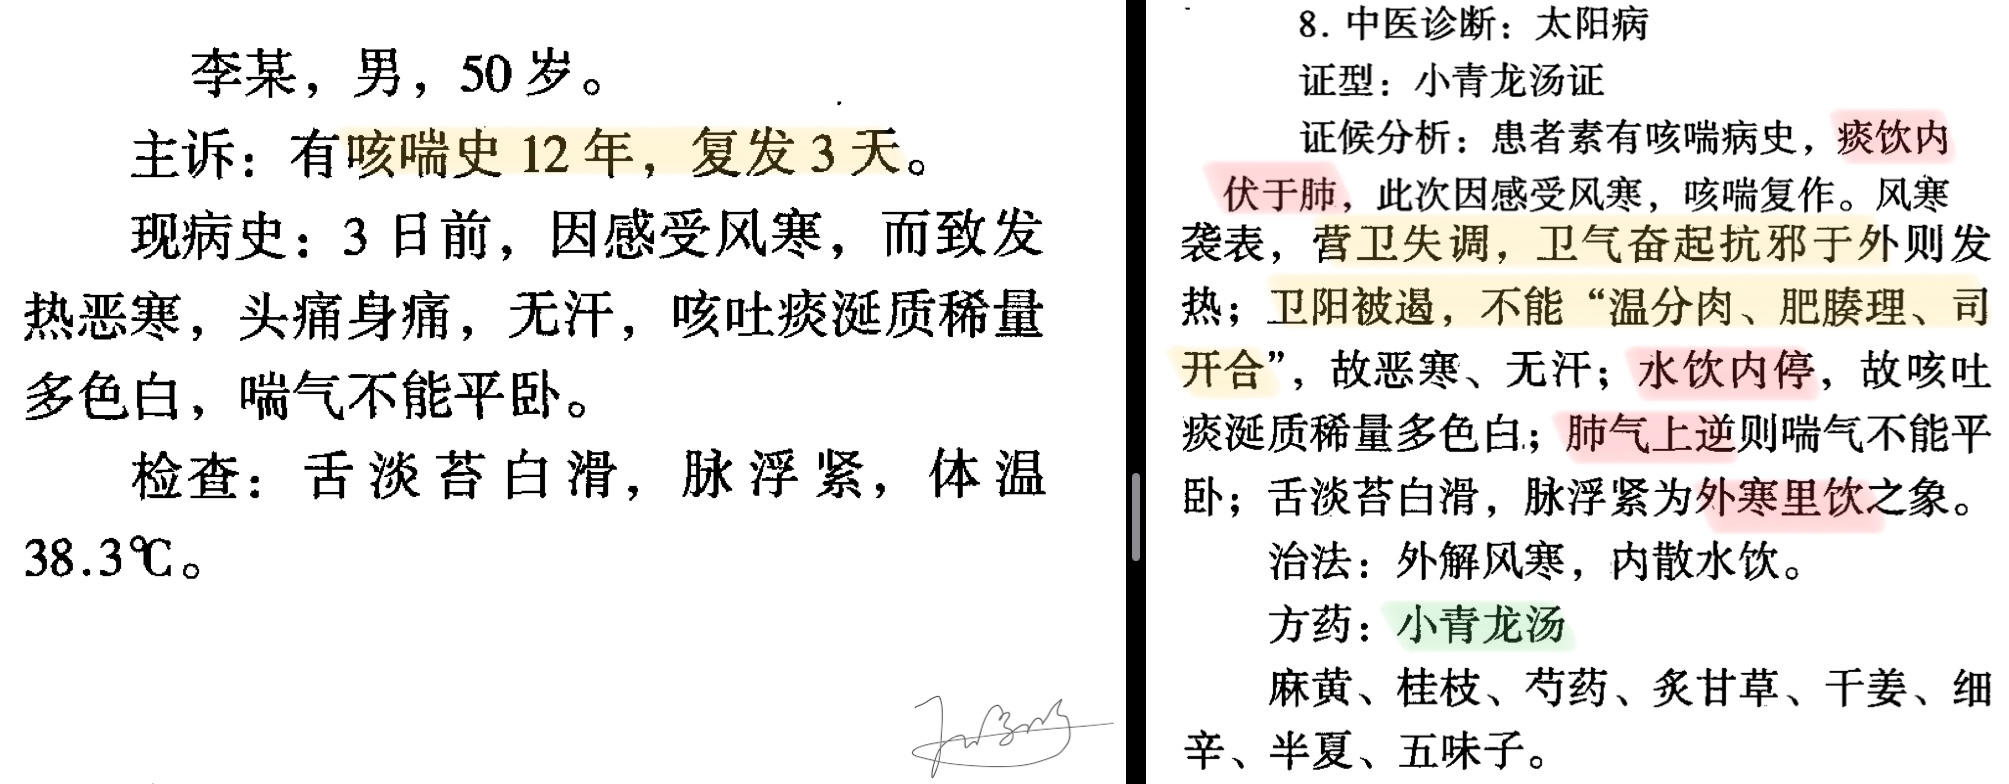 李某，男，50岁。
主诉：有咳喘史12年，复发3天。
现病史：3日前，因感受风寒，而致发
热恶寒，头痛身痛，无汗，咳吐痰涎质稀量
多色白，喘气不能平卧。
检查：舌淡苔白滑，脉浮紧，体温
38.3℃。
8. 中医诊断：太阳病
证型：小青龙汤证
证候分析：患者素有咳喘病史，痰饮内
伏于肺，此次因感受风寒，咳喘复作。风寒
袭表，营卫失调，卫气奋起抗邪于外则发
热；卫阳被遏，不能“温分肉、肥腠理、司
开合”，故恶寒、无汗；水饮内停，故咳吐
痰涎质稀量多色白；肺气上逆则喘气不能平
卧；舌淡苔白滑，脉浮紧为外寒里饮之象。
治法：外解风寒，内散水饮。
方药：小青龙汤
麻黄、桂枝、芍药、炙甘草、干姜、细
辛、半夏、五味子。